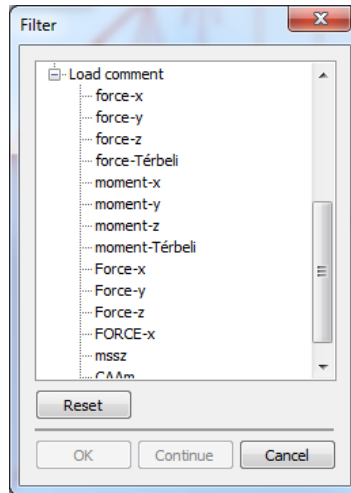 Filter
Load comment
force-x
force-y
force-z
force-Térbeli
moment-x
moment-y
moment-z
moment-Térbeli
Force-x
Force-y
Force-z
FORCE-x
mssz
CAAm
Reset
OK Continue Cancel